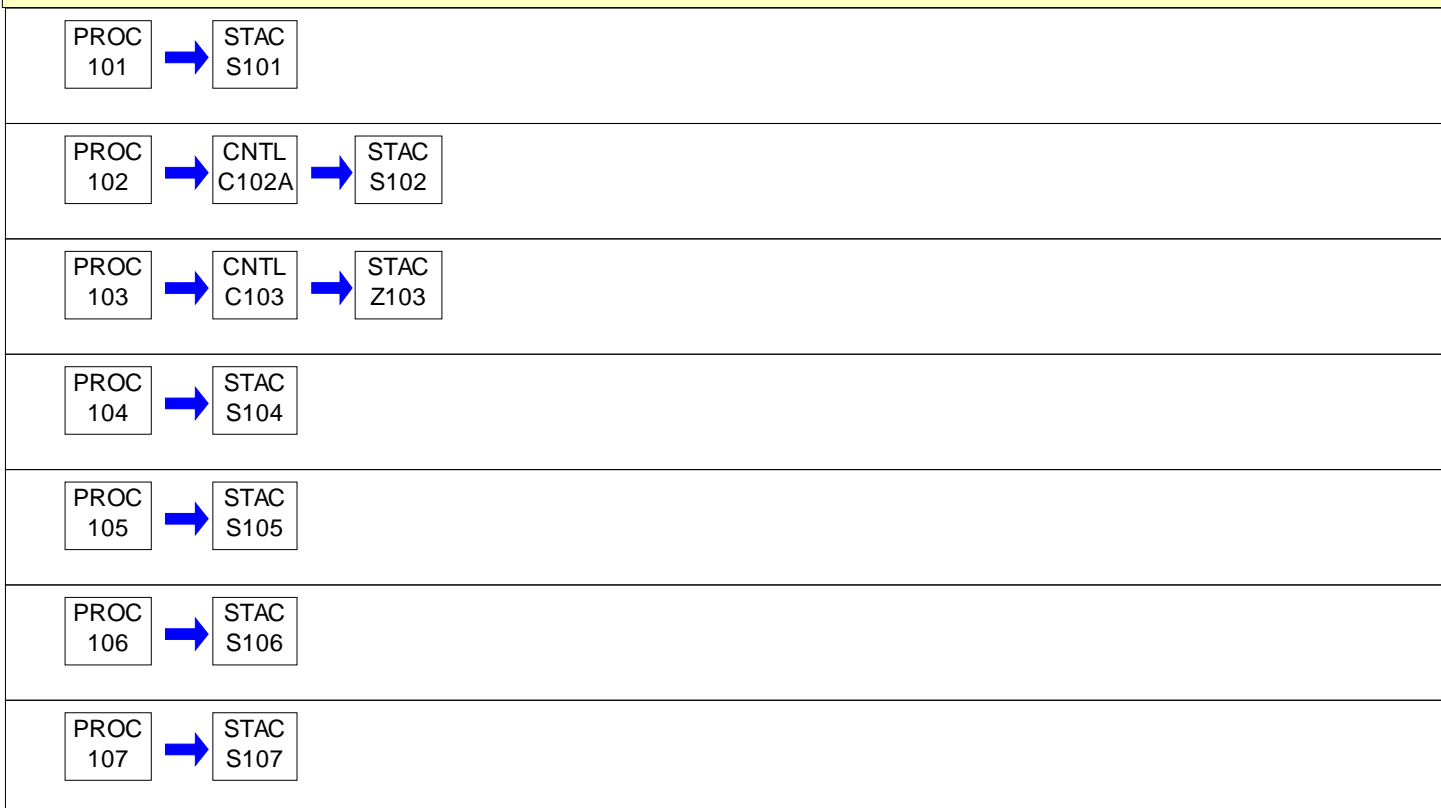 PROC
101
STAC
S101
PROC
102
CNTL
C102A
STAC
S102
PROC
103
CNTL
C103
STAC
Z103
PROC
104
STAC
S104
PROC
105
STAC
S105
PROC
106
STAC
S106
PROC
107
STAC
S107